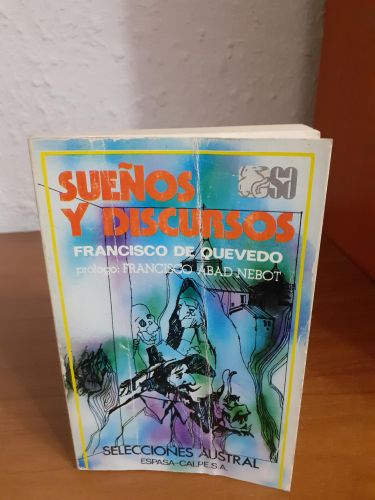 SUEÑOS
Y DISCURSOS
FRANCISCO DE QUEVEDO
prólogo: FRANCISCO ABAD NEBOT
SELECCIONES AUSTRAL
ESPASA-CALPE, S.A.